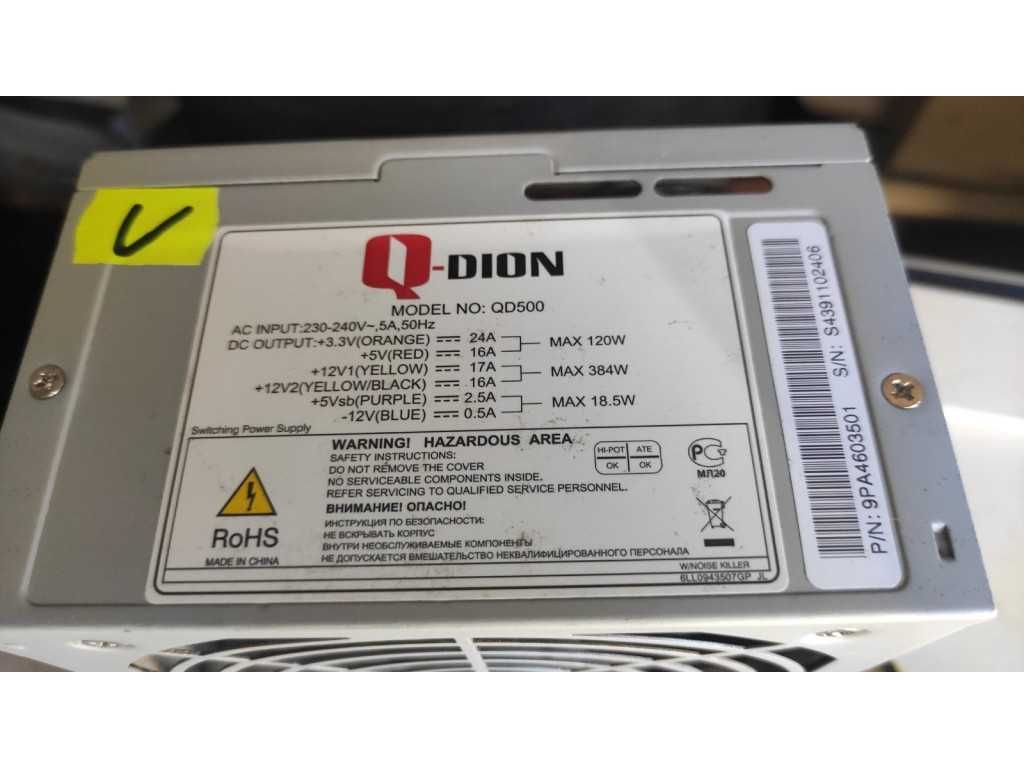 V
Q-DION
MODEL NO: QD500
AC INPUT:230-240V~,5A,50Hz
DC OUTPUT:+3.3V(ORANGE) 24A
MAX 120W
+5V(RED) 16A
+12V1(YELLOW) 17A
MAX 384W
+12V2(YELLOW/BLACK) 16A
+5Vsb(PURPLE) 2.5A
MAX 18.5W
-12V(BLUE) 0.5A
Switching Power Supply
WARNING! HAZARDOUS AREA
SAFETY INSTRUCTIONS:
DO NOT REMOVE THE COVER
NO SERVICEABLE COMPONENTS INSIDE.
REFER SERVICING TO QUALIFIED SERVICE PERSONNEL.
ВНИМАНИЕ! ОПАСНО!
ИНСТРУКЦИЯ ПО БЕЗОПАСНОСТИ:
НЕ ВСКРЫВАТЬ КОРПУС
ВНУТРИ НЕОБСЛУЖИВАЕМЫЕ КОМПОНЕНТЫ
НЕ ДОПУСКАЕТСЯ ВМЕШАТЕЛЬСТВО НЕКВАЛИФИЦИРОВАННОГО ПЕРСОНАЛА
HI-POT ATE
OK OK
РС
МЛ20
RoHS
MADE IN CHINA
W/NOISE KILLER
6LL0943507GP JL
S/N: S4391102406
P/N: 9PA4603501